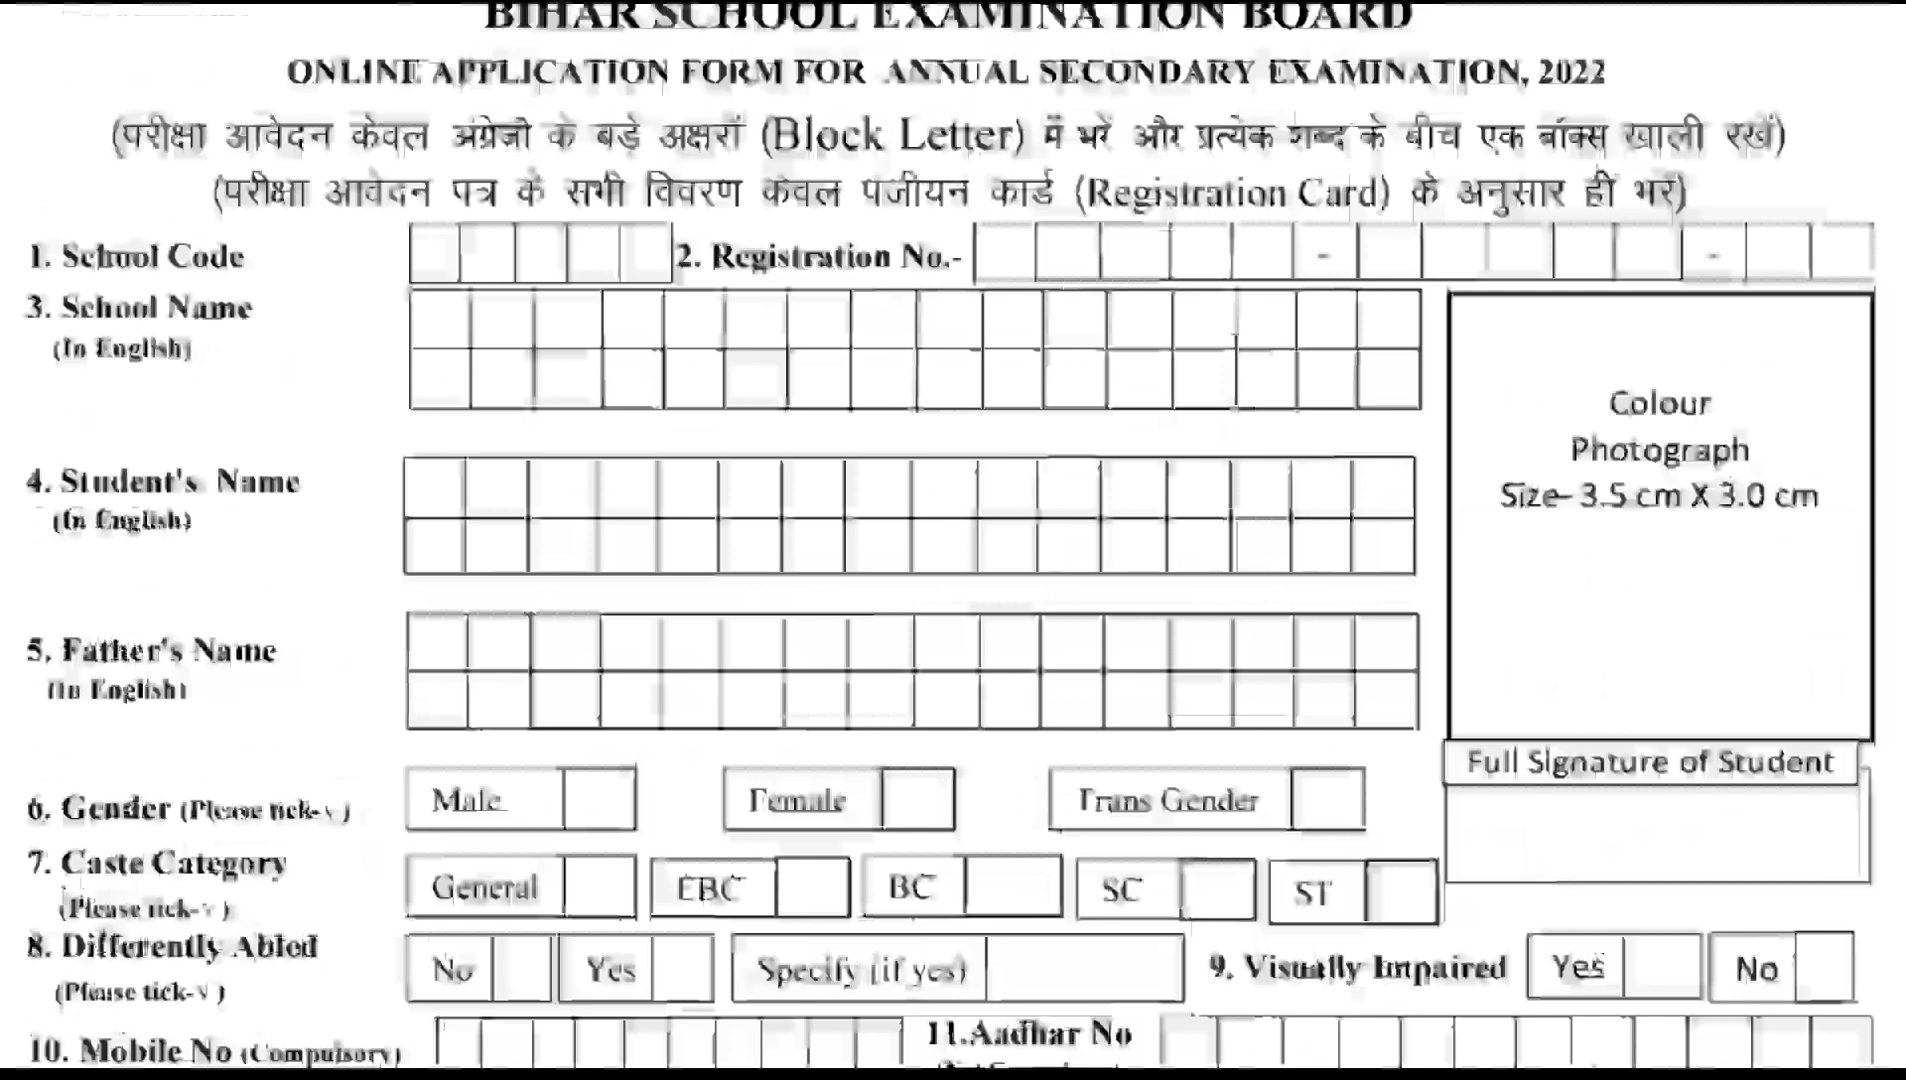 BIHAR SCHOOL EXAMINATION BOARD
ONLINE APPLICATION FORM FOR ANNUAL SECONDARY EXAMINATION, 2022
(परीक्षा आवेदन केवल अंग्रेजी के बड़े अक्षरों (Block Letter) में भरें और प्रत्येक शब्द के बीच एक बॉक्स खाली रखें)
(परीक्षा आवेदन पत्र के सभी विवरण केवल पंजीयन कार्ड (Registration Card) के अनुसार ही भरें)
1. School Code 2. Registration No.- - -
3. School Name
(In English)
Colour
Photograph
Size- 3.5 cm X 3.0 cm
4. Student's Name
(In English)
5. Father's Name
(In English)
Full Signature of Student
6. Gender (Please tick-√) Male Female Trans Gender
7. Caste Category
(Please tick-√) General EBC BC SC ST
8. Differently Abled
(Please tick-√) No Yes Specify (if yes) 9. Visually Impaired Yes No
10. Mobile No (Compulsory) 11.Aadhar No